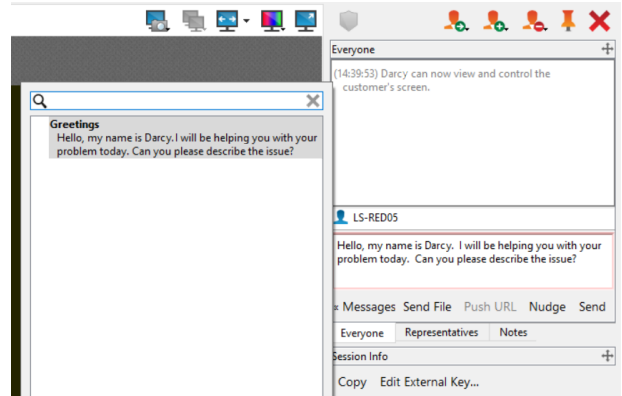 Everyone
(14:39:53) Darcy can now view and control the
customer's screen.
Greetings
Hello, my name is Darcy. I will be helping you with your
problem today. Can you please describe the issue?
LS-RED05
Hello, my name is Darcy.  I will be helping you with your
problem today.  Can you please describe the issue?
« Messages Send File Push URL Nudge Send
Everyone Representatives Notes
Session Info
Copy Edit External Key...